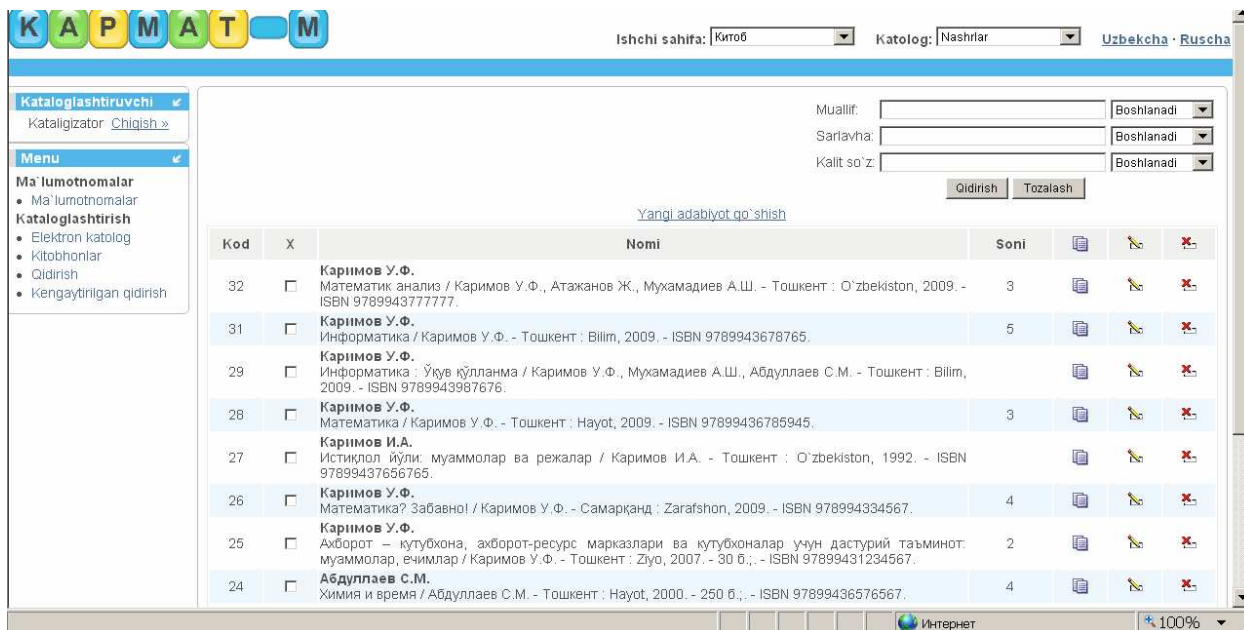 КАРМАТ-М
Ishchi sahifa: Китоб Katolog: Nashrlar Uzbekcha · Ruscha
Kataloglashtiruvchi
Kataligizator Chiqish »
Menu
Ma`lumotnomalar
• Ma'lumotnomalar
Kataloglashtirish
• Elektron katolog
• Kitobhonlar
• Qidirish
• Kengaytirilgan qidirish
Muallif: Boshlanadi
Sarlavha: Boshlanadi
Kalit so`z: Boshlanadi
Qidirish Tozalash
Yangi adabiyot qo`shish
Kod X Nomi Soni
Каримов У.Ф.
32 Математик анализ / Каримов У.Ф., Атажанов Ж., Мухамадиев А.Ш. - Тошкент : O`zbekiston, 2009. - 3
ISBN 9789943777777.
Каримов У.Ф.
31 Информатика / Каримов У.Ф. - Тошкент : Bilim, 2009. - ISBN 9789943678765. 5
Каримов У.Ф.
29 Информатика : Ўқув қўлланма / Каримов У.Ф., Мухамадиев А.Ш., Абдуллаев С.М. - Тошкент : Bilim,
2009. - ISBN 9789943987676.
Каримов У.Ф.
28 Математика / Каримов У.Ф. - Тошкент : Hayot, 2009. - ISBN 97899436785945. 3
Каримов И.А.
27 Истиқлол йўли: муаммолар ва режалар / Каримов И.А. - Тошкент : O`zbekiston, 1992. - ISBN
97899437656765.
Каримов У.Ф.
26 Математика? Забавно! / Каримов У.Ф. - Самарқанд : Zarafshon, 2009. - ISBN 978994334567. 4
Каримов У.Ф.
25 Ахборот – кутубхона, ахборот-ресурс марказлари ва кутубхоналар учун дастурий таъминот: 2
муаммолар, ечимлар / Каримов У.Ф. - Тошкент : Ziyo, 2007. - 30 б.;. - ISBN 97899431234567.
Абдуллаев С.М.
24 Химия и время / Абдуллаев С.М. - Тошкент : Hayot, 2000. - 250 б.;. - ISBN 97899436576567. 4
Интернет 100%